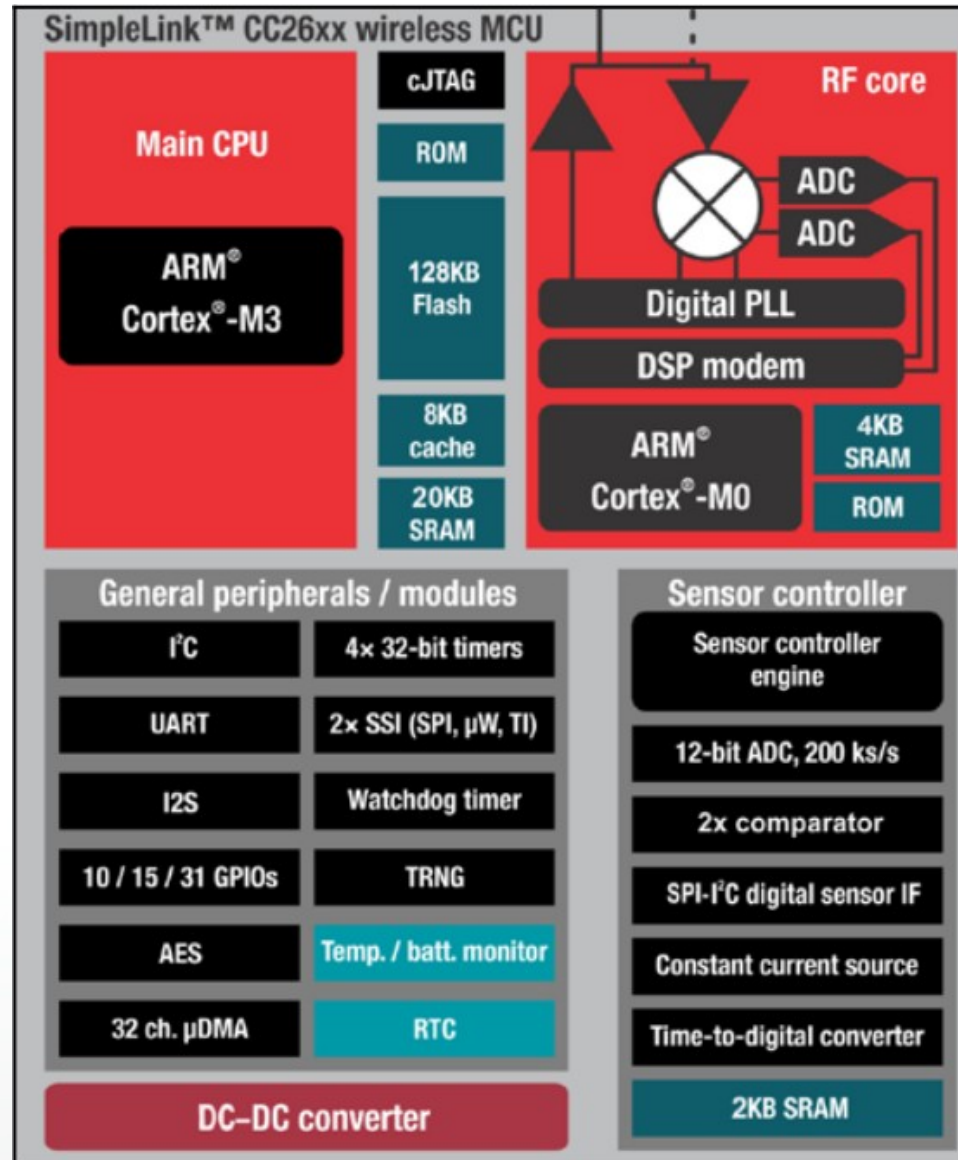 SimpleLink™ CC26xx wireless MCU
Main CPU
ARM®
Cortex®-M3
cJTAG
ROM
128KB
Flash
8KB
cache
20KB
SRAM
RF core
ADC
ADC
Digital PLL
DSP modem
ARM®
Cortex®-M0
4KB
SRAM
ROM
General peripherals / modules
I²C
4× 32-bit timers
UART
2× SSI (SPI, µW, TI)
I2S
Watchdog timer
10 / 15 / 31 GPIOs
TRNG
AES
Temp. / batt. monitor
32 ch. µDMA
RTC
DC–DC converter
Sensor controller
Sensor controller
engine
12-bit ADC, 200 ks/s
2x comparator
SPI-I²C digital sensor IF
Constant current source
Time-to-digital converter
2KB SRAM